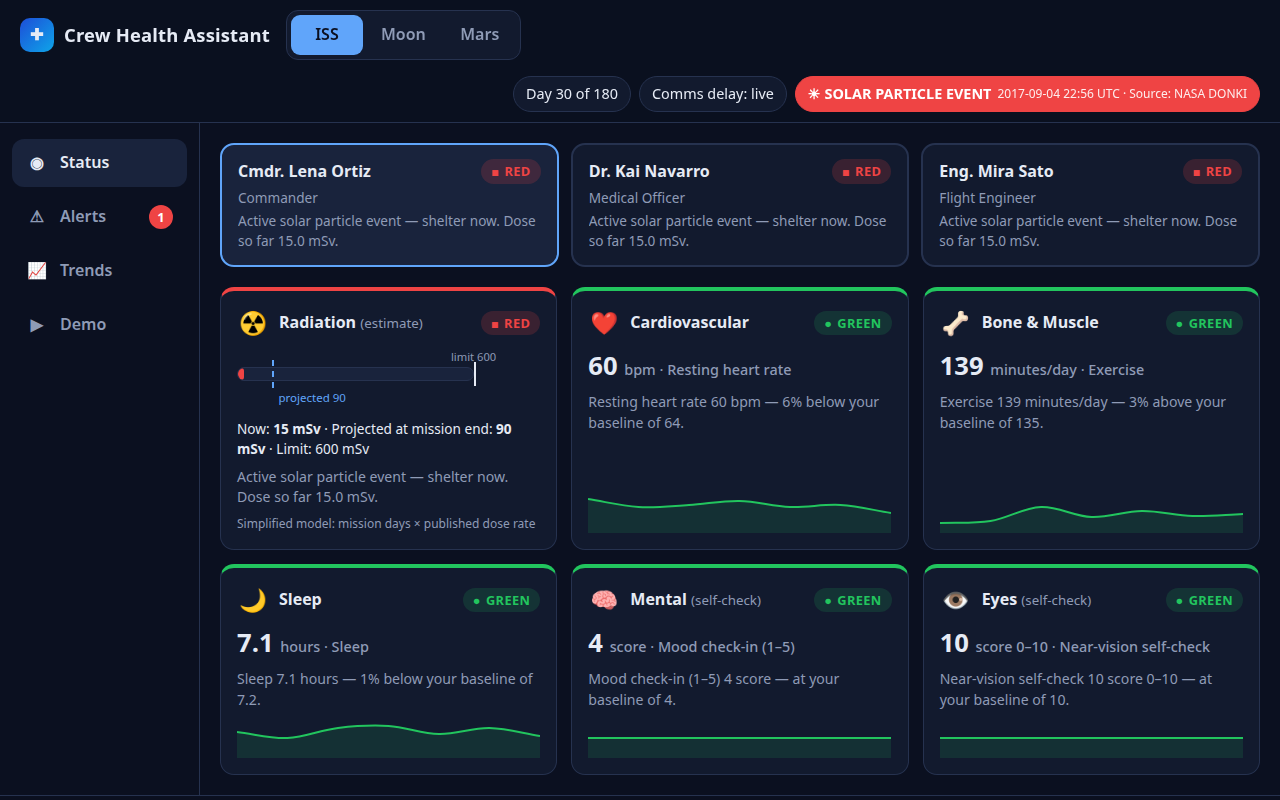 Crew Health Assistant
ISS Moon Mars
Day 30 of 180
Comms delay: live
☀ SOLAR PARTICLE EVENT 2017-09-04 22:56 UTC · Source: NASA DONKI
Status
Alerts 1
Trends
Demo
Cmdr. Lena Ortiz
■ RED
Commander
Active solar particle event — shelter now. Dose
so far 15.0 mSv.
Dr. Kai Navarro
■ RED
Medical Officer
Active solar particle event — shelter now. Dose
so far 15.0 mSv.
Eng. Mira Sato
■ RED
Flight Engineer
Active solar particle event — shelter now. Dose
so far 15.0 mSv.
Radiation (estimate)
■ RED
limit 600
projected 90
Now: 15 mSv · Projected at mission end: 90
mSv · Limit: 600 mSv
Active solar particle event — shelter now.
Dose so far 15.0 mSv.
Simplified model: mission days × published dose rate
Cardiovascular
● GREEN
60 bpm · Resting heart rate
Resting heart rate 60 bpm — 6% below your
baseline of 64.
Bone & Muscle
● GREEN
139 minutes/day · Exercise
Exercise 139 minutes/day — 3% above your
baseline of 135.
Sleep
● GREEN
7.1 hours · Sleep
Sleep 7.1 hours — 1% below your baseline of
7.2.
Mental (self-check)
● GREEN
4 score · Mood check-in (1–5)
Mood check-in (1–5) 4 score — at your
baseline of 4.
Eyes (self-check)
● GREEN
10 score 0–10 · Near-vision self-check
Near-vision self-check 10 score 0–10 — at
your baseline of 10.